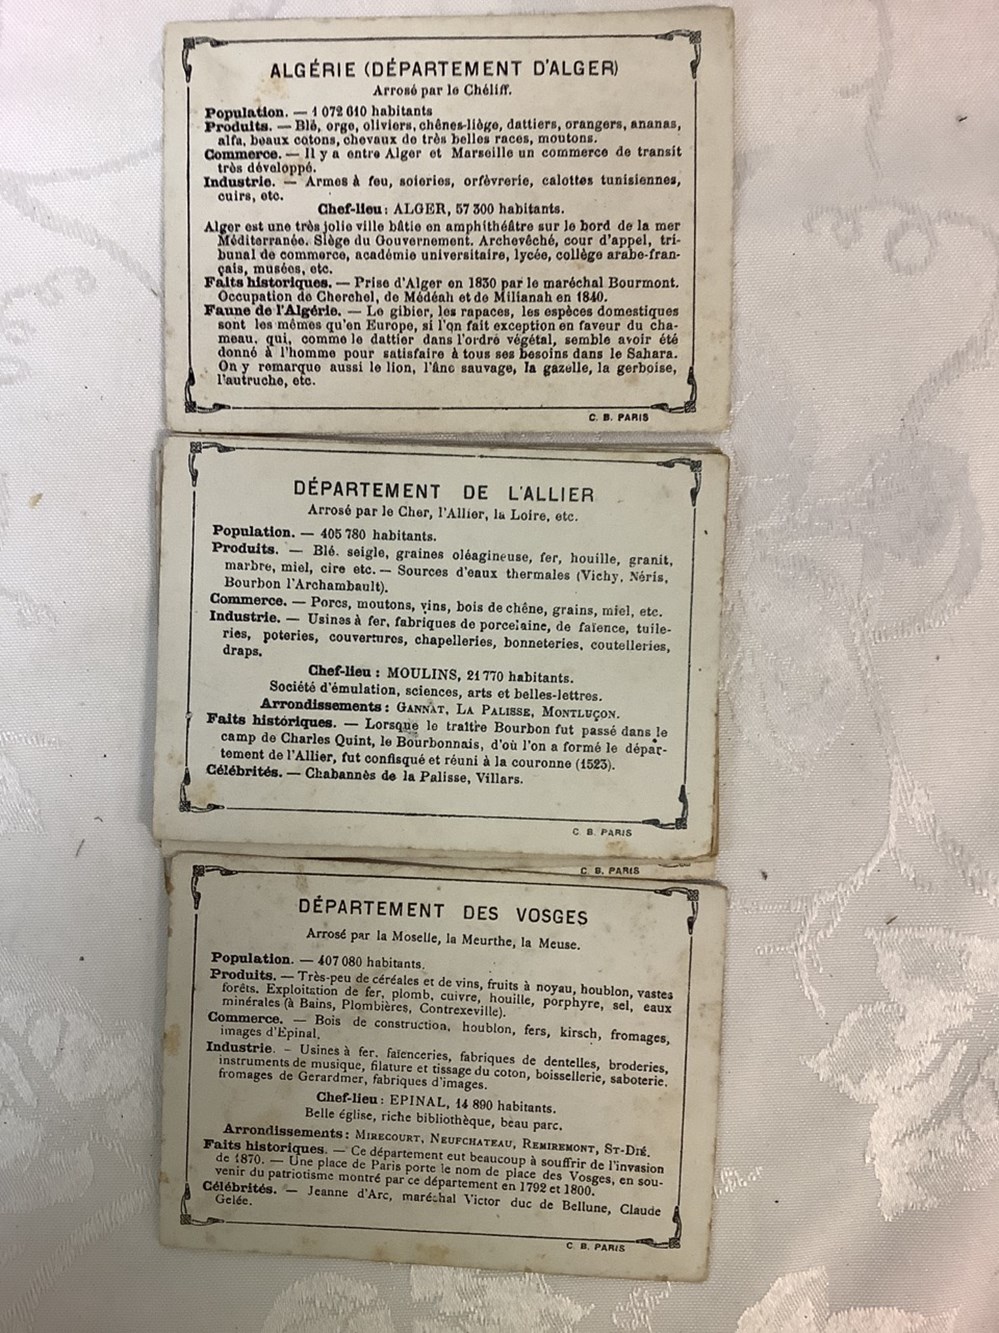 ALGÉRIE (DÉPARTEMENT D'ALGER)
Arrosé par le Chéliff.
Population. — 1 072 610 habitants
Produits. — Blé, orge, oliviers, chênes-liège, dattiers, orangers, ananas,
alfa, beaux cotons, chevaux de très belles races, moutons.
Commerce. — Il y a entre Alger et Marseille un commerce de transit
très développé.
Industrie. — Armes à feu, soieries, orfèvrerie, calottes tunisiennes,
cuirs, etc.
Chef-lieu : ALGER, 57 300 habitants.
Alger est une très jolie ville bâtie en amphithéâtre sur le bord de la mer
Méditerranée. Siège du Gouvernement. Archevêché, cour d'appel, tri-
bunal de commerce, académie universitaire, lycée, collège arabe-fran-
çais, musées, etc.
Faits historiques. — Prise d'Alger en 1830 par le maréchal Bourmont.
Occupation de Cherchel, de Médéah et de Milianah en 1840.
Faune de l'Algérie. — Le gibier, les rapaces, les espèces domestiques
sont les mêmes qu'en Europe, si l'on fait exception en faveur du cha-
meau, qui, comme le dattier dans l'ordre végétal, semble avoir été
donné à l'homme pour satisfaire à tous ses besoins dans le Sahara.
On y remarque aussi le lion, l'âne sauvage, la gazelle, la gerboise,
l'autruche, etc.
C. B. PARIS
DÉPARTEMENT DE L'ALLIER
Arrosé par le Cher, l'Allier, la Loire, etc.
Population. — 405 780 habitants.
Produits. — Blé, seigle, graines oléagineuse, fer, houille, granit,
marbre, miel, cire etc. — Sources d'eaux thermales (Vichy, Néris,
Bourbon l'Archambault).
Commerce. — Porcs, moutons, vins, bois de chêne, grains, miel, etc.
Industrie. — Usines à fer, fabriques de porcelaine, de faïence, tuile-
ries, poteries, couvertures, chapelleries, bonneteries, coutelleries,
draps.
Chef-lieu : MOULINS, 21 770 habitants.
Société d'émulation, sciences, arts et belles-lettres.
Arrondissements : GANNAT, LA PALISSE, MONTLUÇON.
Faits historiques. — Lorsque le traître Bourbon fut passé dans le
camp de Charles Quint, le Bourbonnais, d'où l'on a formé le dépar-
tement de l'Allier, fut confisqué et réuni à la couronne (1523).
Célébrités. — Chabannès de la Palisse, Villars.
C. B. PARIS
C. B. PARIS
DÉPARTEMENT DES VOSGES
Arrosé par la Moselle, la Meurthe, la Meuse.
Population. — 407 080 habitants.
Produits. — Très-peu de céréales et de vins, fruits à noyau, houblon, vastes
forêts. Exploitation de fer, plomb, cuivre, houille, porphyre, sel, eaux
minérales (à Bains, Plombières, Contrexeville).
Commerce. — Bois de construction, houblon, fers, kirsch, fromages,
images d'Epinal.
Industrie. – Usines à fer, faïenceries, fabriques de dentelles, broderies,
instruments de musique, filature et tissage du coton, boissellerie, saboterie,
fromages de Gerardmer, fabriques d'images.
Chef-lieu : EPINAL, 14 890 habitants.
Belle église, riche bibliothèque, beau parc.
Arrondissements : MIRECOURT, NEUFCHATEAU, REMIREMONT, ST-DIÉ.
Faits historiques. — Ce département eut beaucoup à souffrir de l'invasion
de 1870. — Une place de Paris porte le nom de place des Vosges, en sou-
venir du patriotisme montré par ce département en 1792 et 1800.
Célébrités. — Jeanne d'Arc, maréchal Victor duc de Bellune, Claude
Gelée.
C. B. PARIS